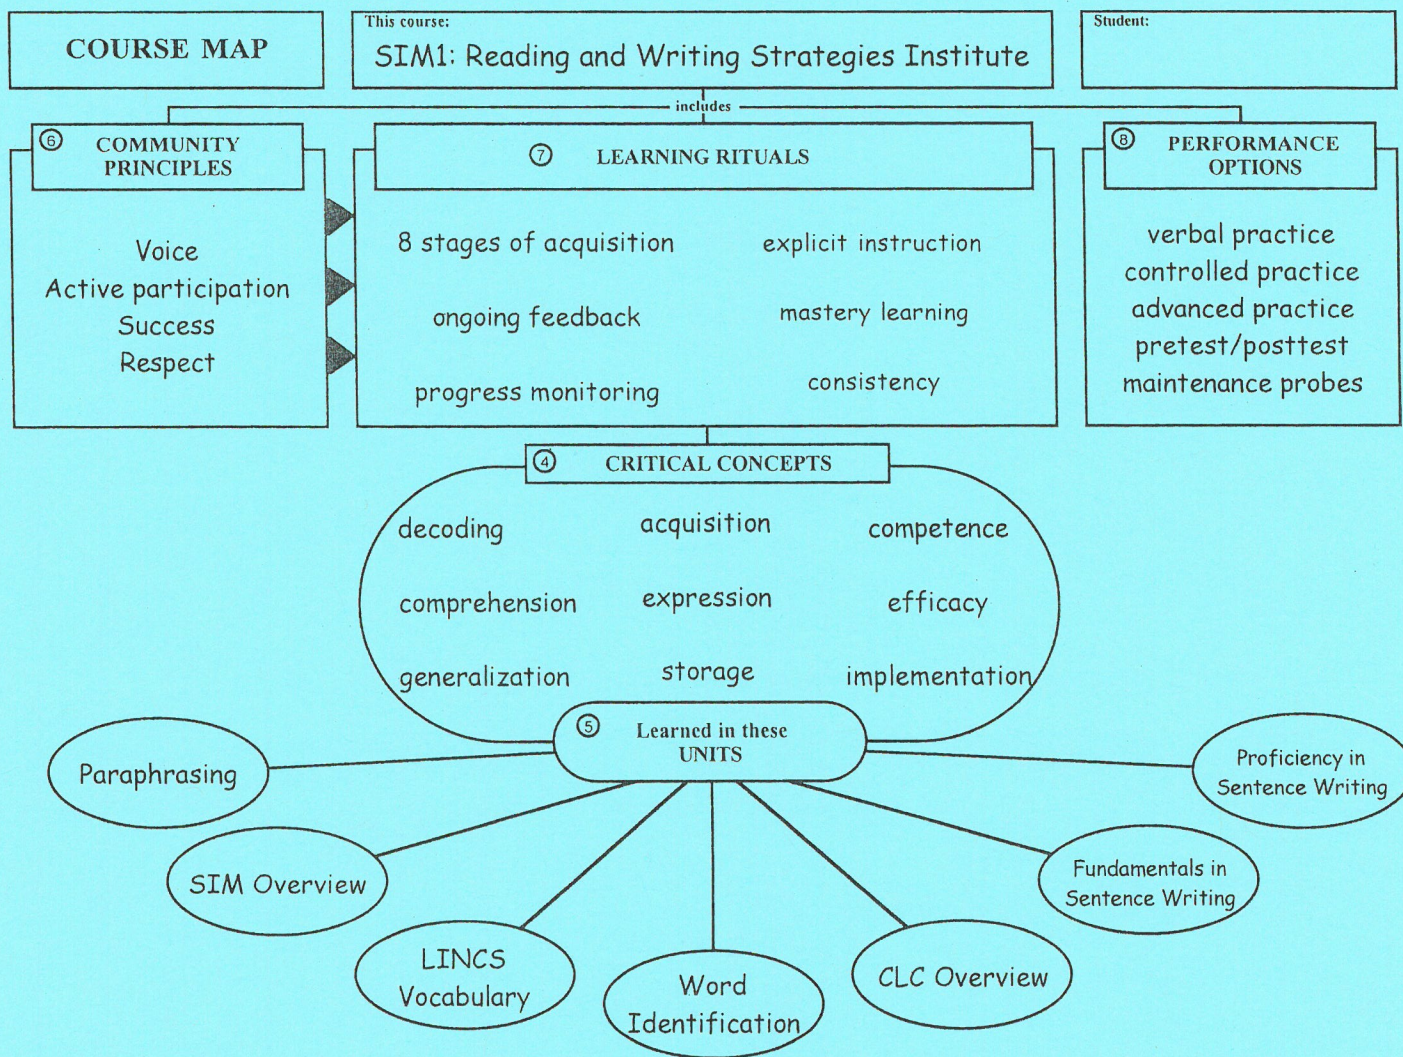 COURSE MAP
This course:
SIM1: Reading and Writing Strategies Institute
Student:
includes
⑥ COMMUNITY
PRINCIPLES
Voice
Active participation
Success
Respect
⑦ LEARNING RITUALS
8 stages of acquisition
explicit instruction
ongoing feedback
mastery learning
progress monitoring
consistency
⑧ PERFORMANCE
OPTIONS
verbal practice
controlled practice
advanced practice
pretest/posttest
maintenance probes
④ CRITICAL CONCEPTS
decoding
acquisition
competence
comprehension
expression
efficacy
generalization
storage
implementation
⑤ Learned in these
UNITS
Paraphrasing
SIM Overview
LINCS
Vocabulary
Word
Identification
CLC Overview
Fundamentals in
Sentence Writing
Proficiency in
Sentence Writing